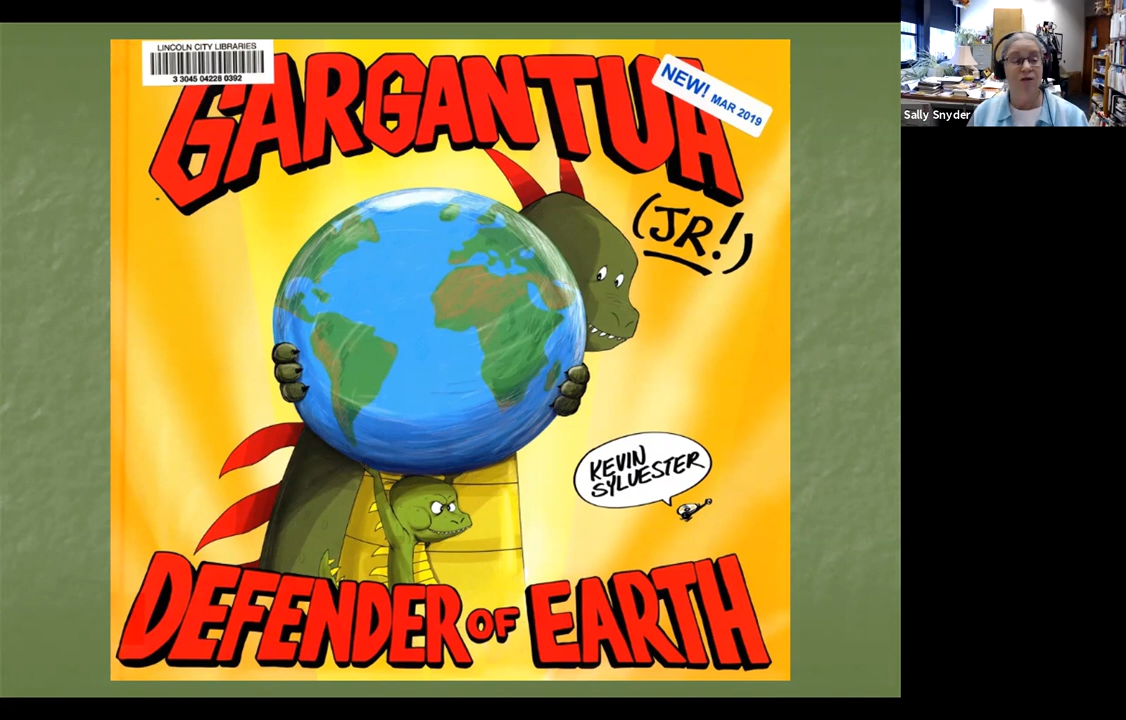 LINCOLN CITY LIBRARIES
3 3045 04228 0392
GARGANTUA
NEW! MAR 2019
(JR!)
KEVIN
SYLVESTER
DEFENDER OF EARTH
Sally Snyder